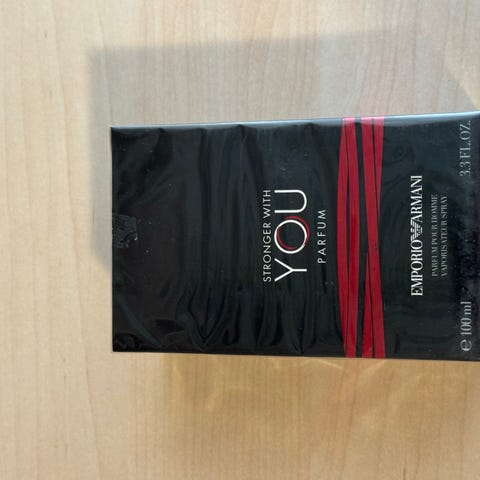 STRONGER WITH
YOU
PARFUM
EMPORIO ARMANI
PARFUM POUR HOMME
VAPORISATEUR SPRAY
℮ 100 ml 3.3 FL.OZ.